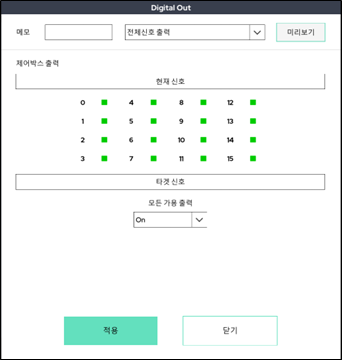 Digital Out
메모 전체신호 출력 미리보기
제어박스 출력
현재 신호
0 4 8 12
1 5 9 13
2 6 10 14
3 7 11 15
타겟 신호
모든 가용 출력
On
적용 닫기